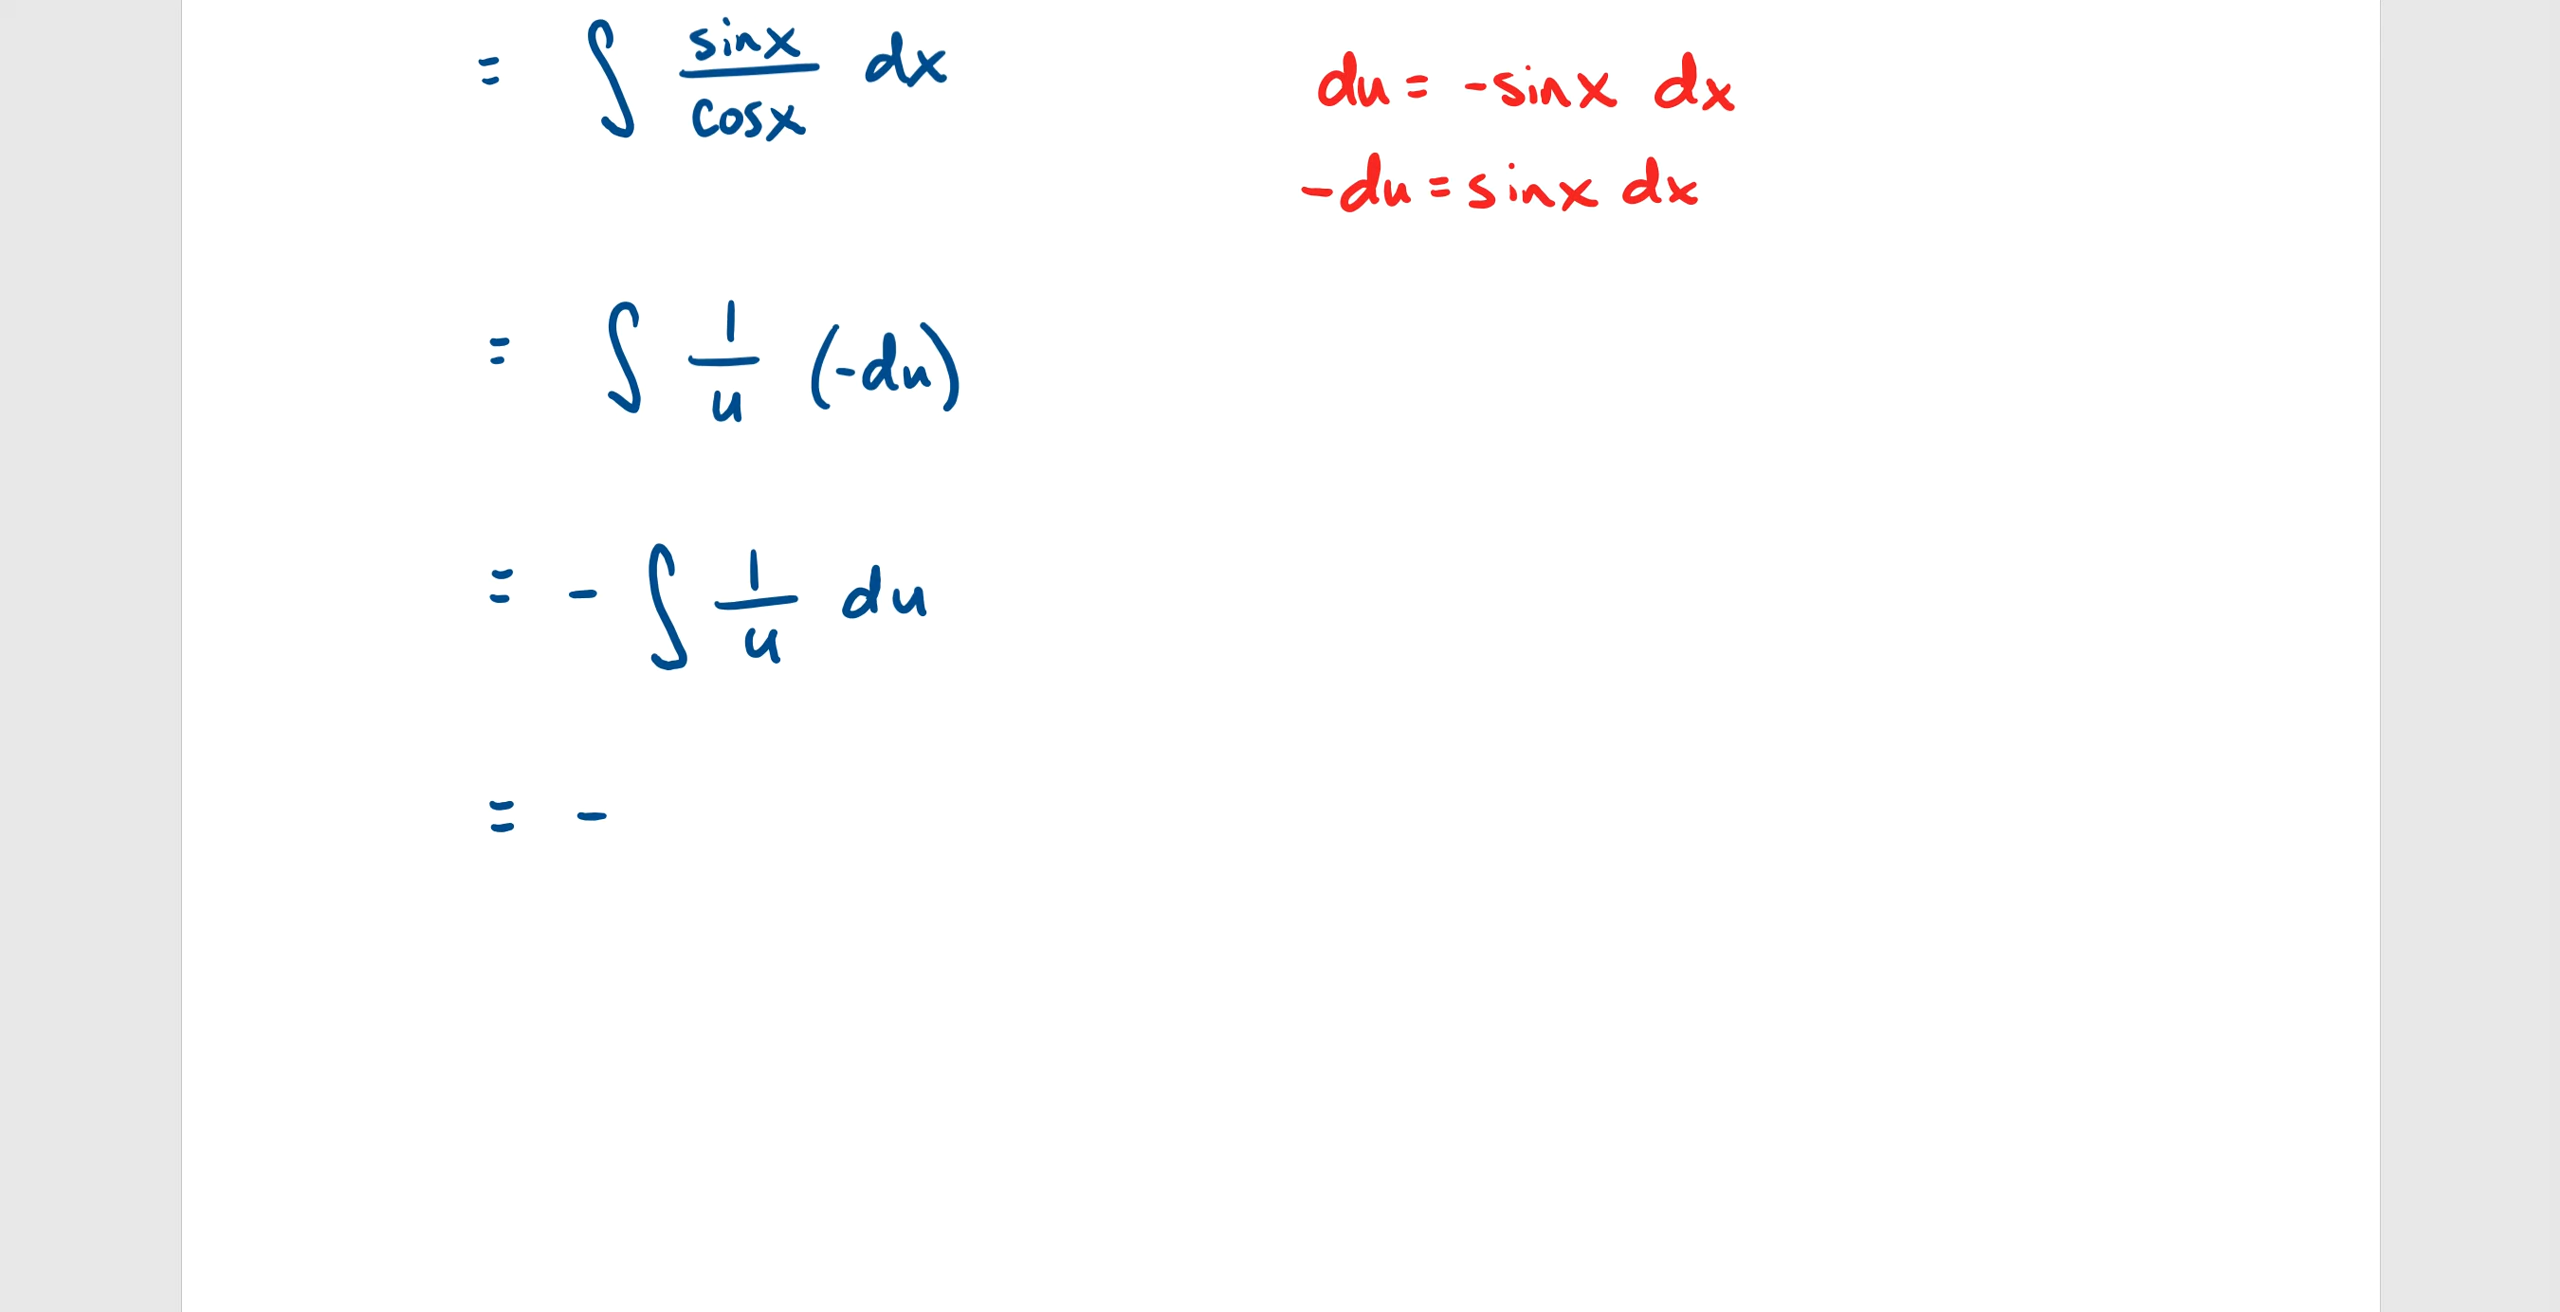 = ∫ sinx/cosx dx
du = -sinx dx
-du = sinx dx
= ∫ 1/u (-du)
= - ∫ 1/u du
= -